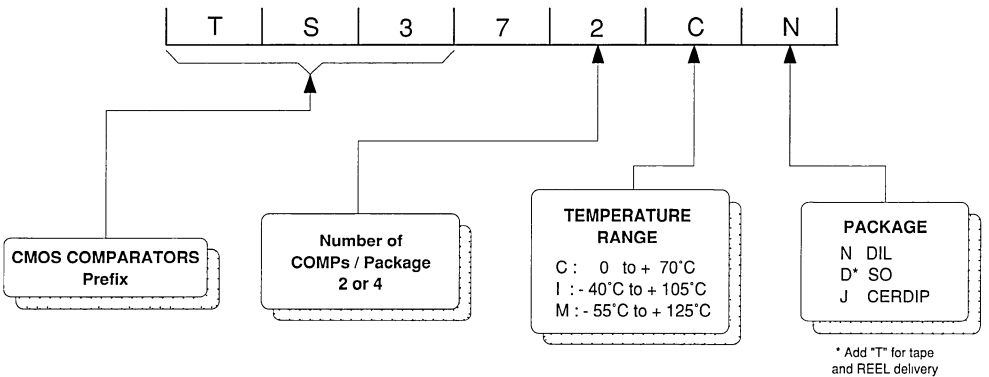 T S 3 7 2 C N
CMOS COMPARATORS
Prefix
Number of
COMPs / Package
2 or 4
TEMPERATURE
RANGE
C : 0 to + 70°C
I : - 40°C to + 105°C
M : - 55°C to + 125°C
PACKAGE
N DIL
D* SO
J CERDIP
* Add "T" for tape
and REEL delivery